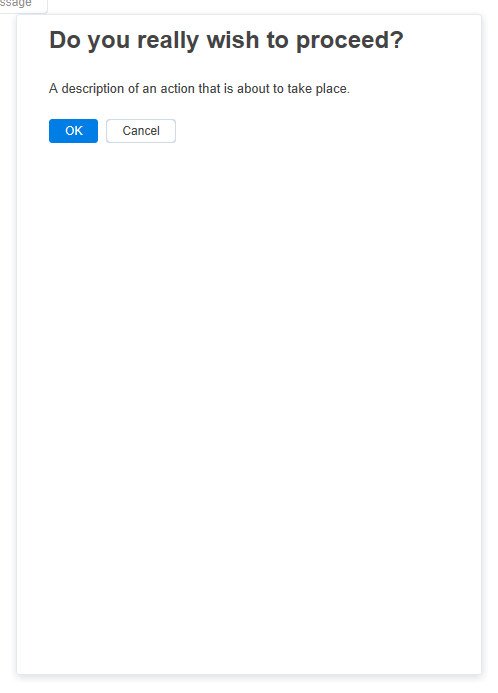 ssage
Do you really wish to proceed?
A description of an action that is about to take place.
OK
Cancel